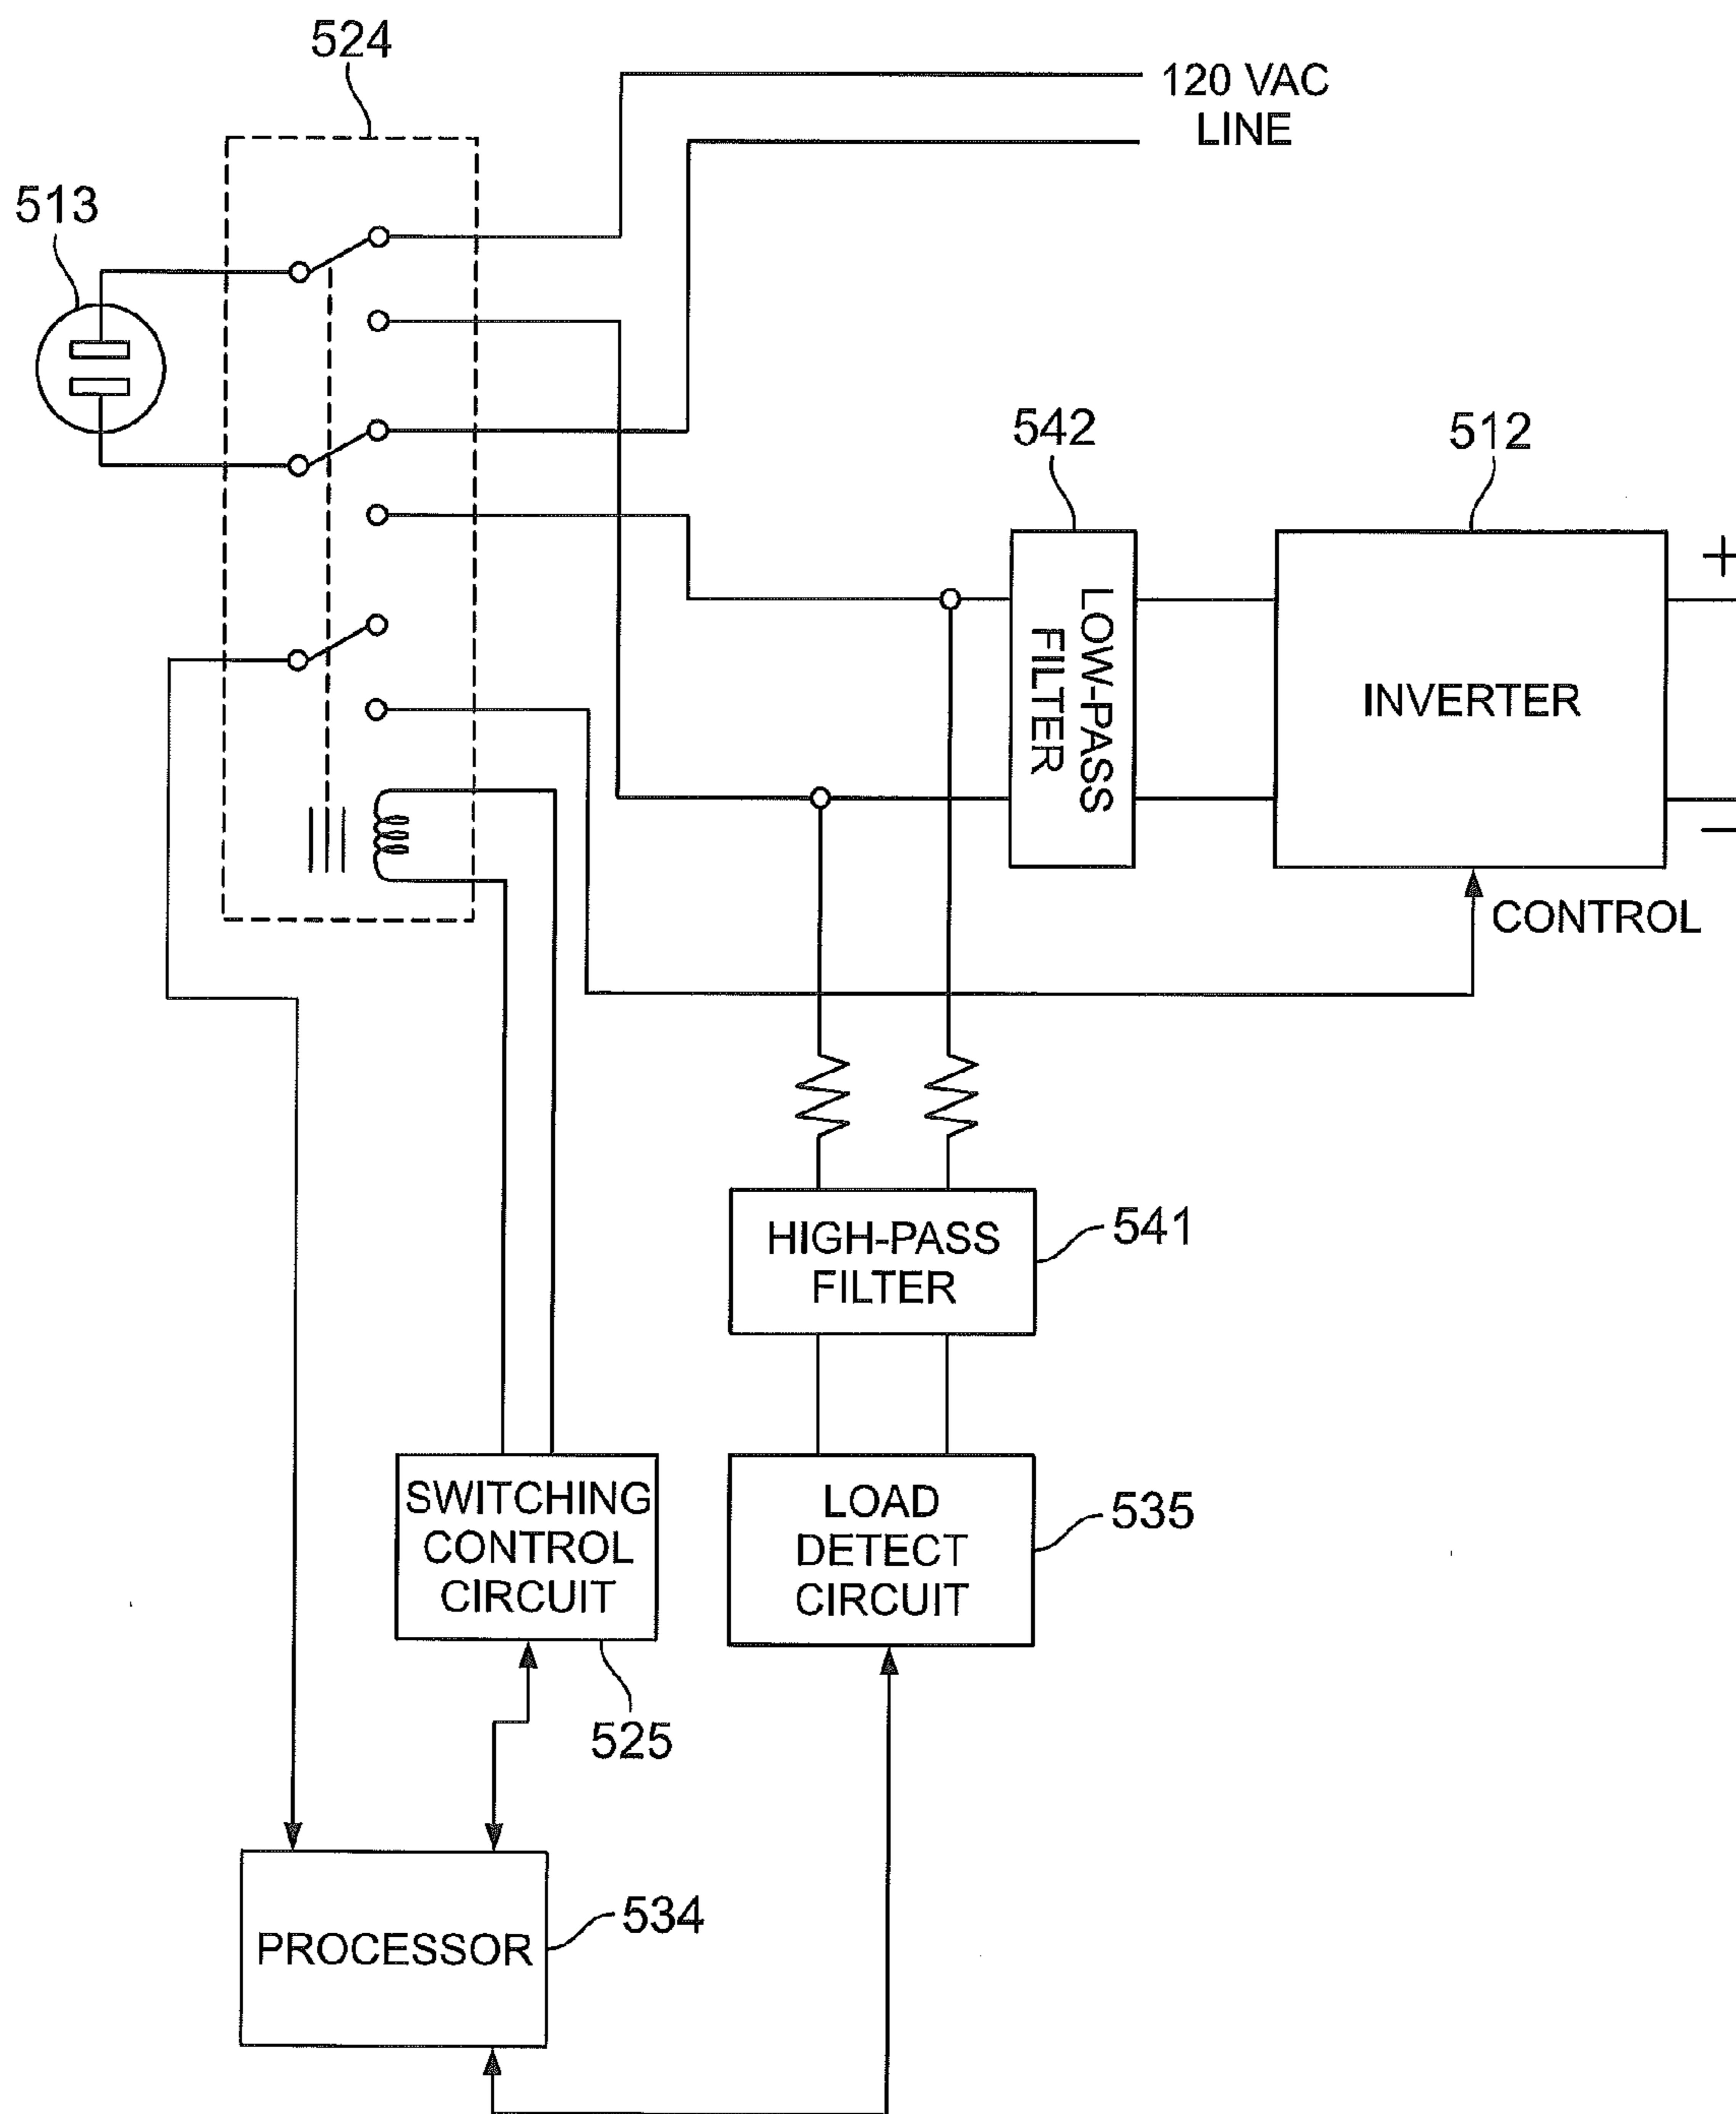 524
120 VAC
LINE
513
542
512
+
LOW-PASS
FILTER
INVERTER
−
CONTROL
HIGH-PASS
FILTER
541
SWITCHING
CONTROL
CIRCUIT
LOAD
DETECT
CIRCUIT
535
525
PROCESSOR
534